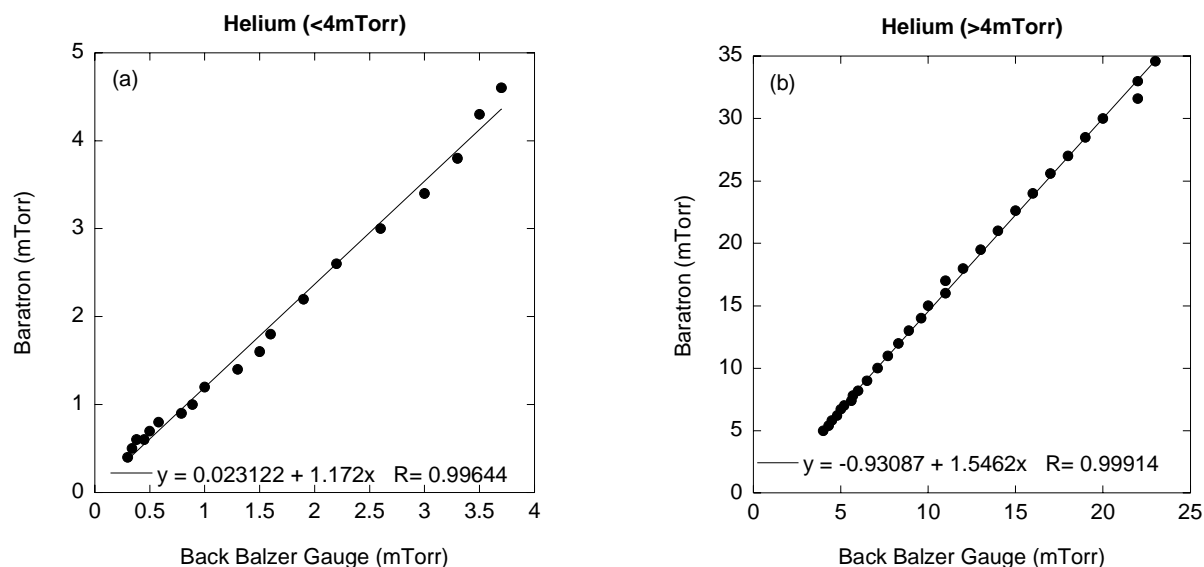 Helium (<4mTorr)
(a)
5
4
3
2
1
0
0 0.5 1 1.5 2 2.5 3 3.5 4
Baratron (mTorr)
Back Balzer Gauge (mTorr)
y = 0.023122 + 1.172x R= 0.99644
Helium (>4mTorr)
(b)
35
30
25
20
15
10
5
0
0 5 10 15 20 25
Baratron (mTorr)
Back Balzer Gauge (mTorr)
y = -0.93087 + 1.5462x R= 0.99914